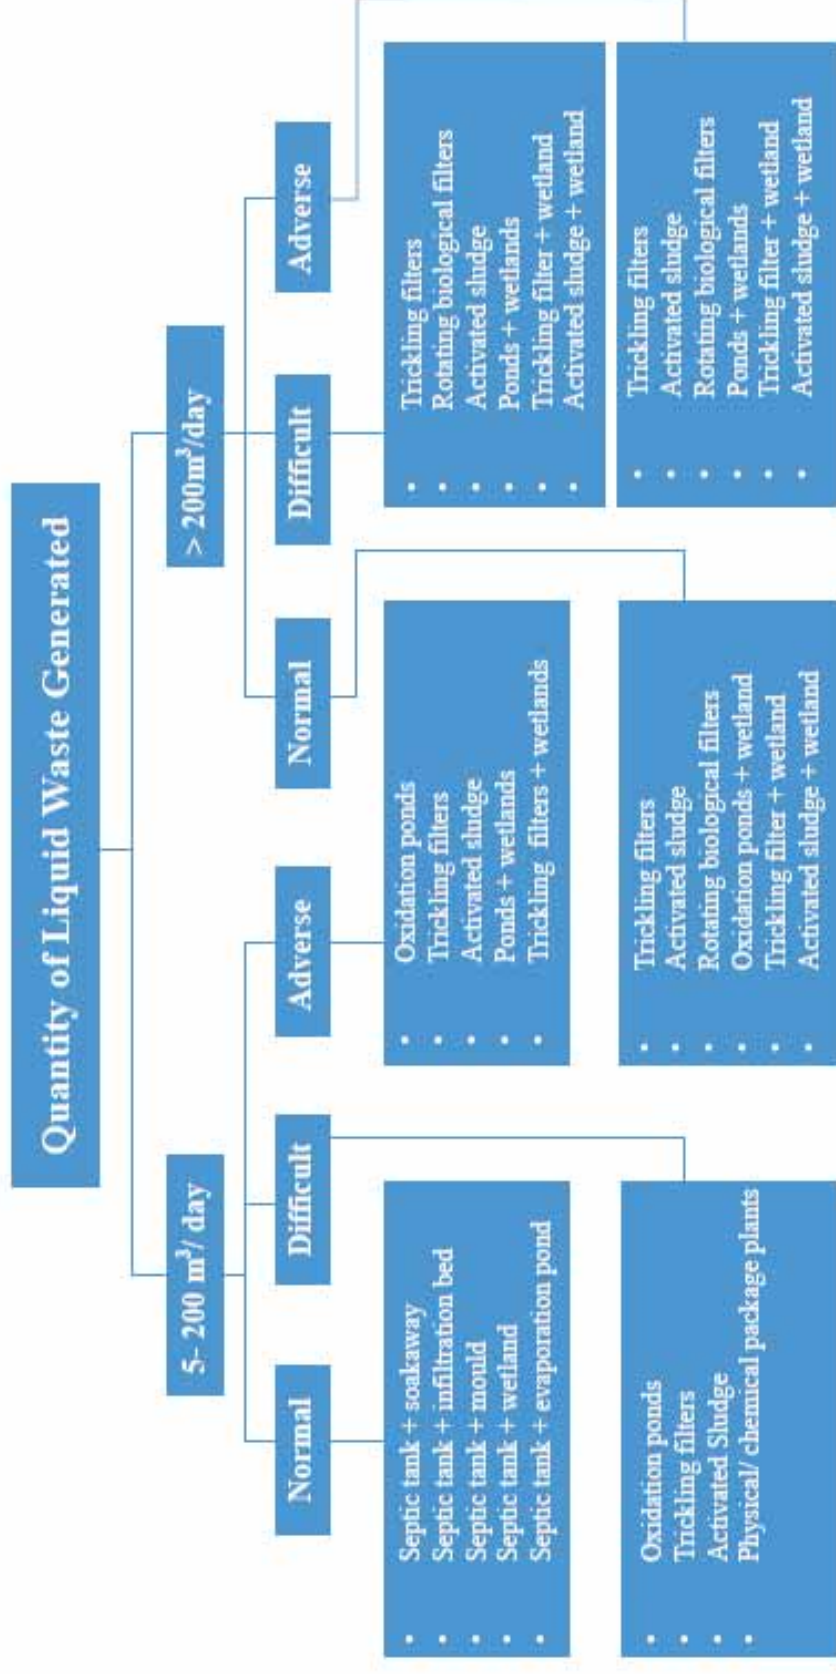 Quantity of Liquid Waste Generated
5- 200 m³/ day
> 200m³/day
Normal
Difficult
Adverse
Normal
Difficult
Adverse
• Septic tank + soakaway
• Septic tank + infiltration bed
• Septic tank + mould
• Septic tank + wetland
• Septic tank + evaporation pond
• Oxidation ponds
• Trickling filters
• Activated sludge
• Ponds + wetlands
• Trickling filters + wetlands
• Trickling filters
• Rotating biological filters
• Activated sludge
• Ponds + wetlands
• Trickling filter + wetland
• Activated sludge + wetland
• Oxidation ponds
• Trickling filters
• Activated Sludge
• Physical/ chemical package plants
• Trickling filters
• Activated sludge
• Rotating biological filters
• Oxidation ponds + wetland
• Trickling filter + wetland
• Activated sludge + wetland
• Trickling filters
• Activated sludge
• Rotating biological filters
• Ponds + wetlands
• Trickling filter + wetland
• Activated sludge + wetland